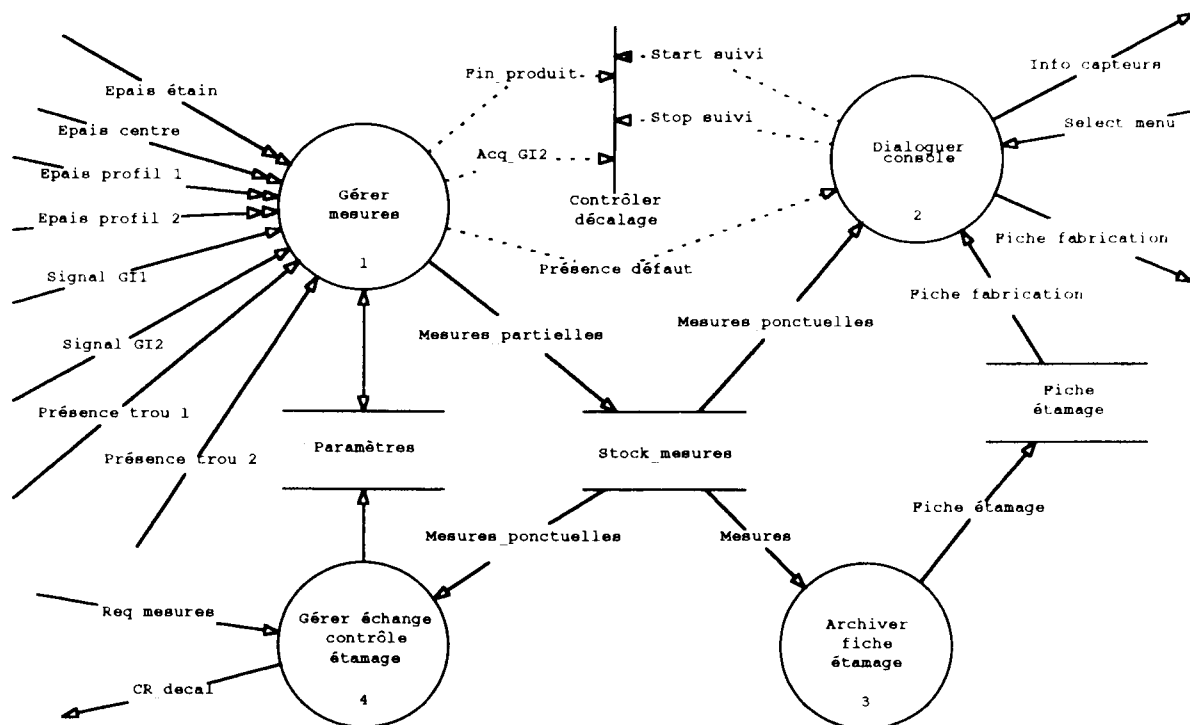 Start suivi
Info capteurs
Fin_produit
Epais étain
Select menu
Epais centre
Stop suivi
Dialoguer
consôle
Acq_GI2
Epais profil 1
Gérer
mesures
Contrôler
décalage
2
Epais profil 2
Fiche fabrication
1
Présence défaut
Signal GI1
Fiche fabrication
Mesures partielles
Mesures ponctuelles
Signal GI2
Fiche
étamage
Présence trou 1
Paramètres
Stock_mesures
Présence trou 2
Fiche étamage
Mesures_ponctuelles
Mesures
Req mesures
Gérer échange
contrôle
étamage
Archiver
fiche
étamage
CR_decal
4
3